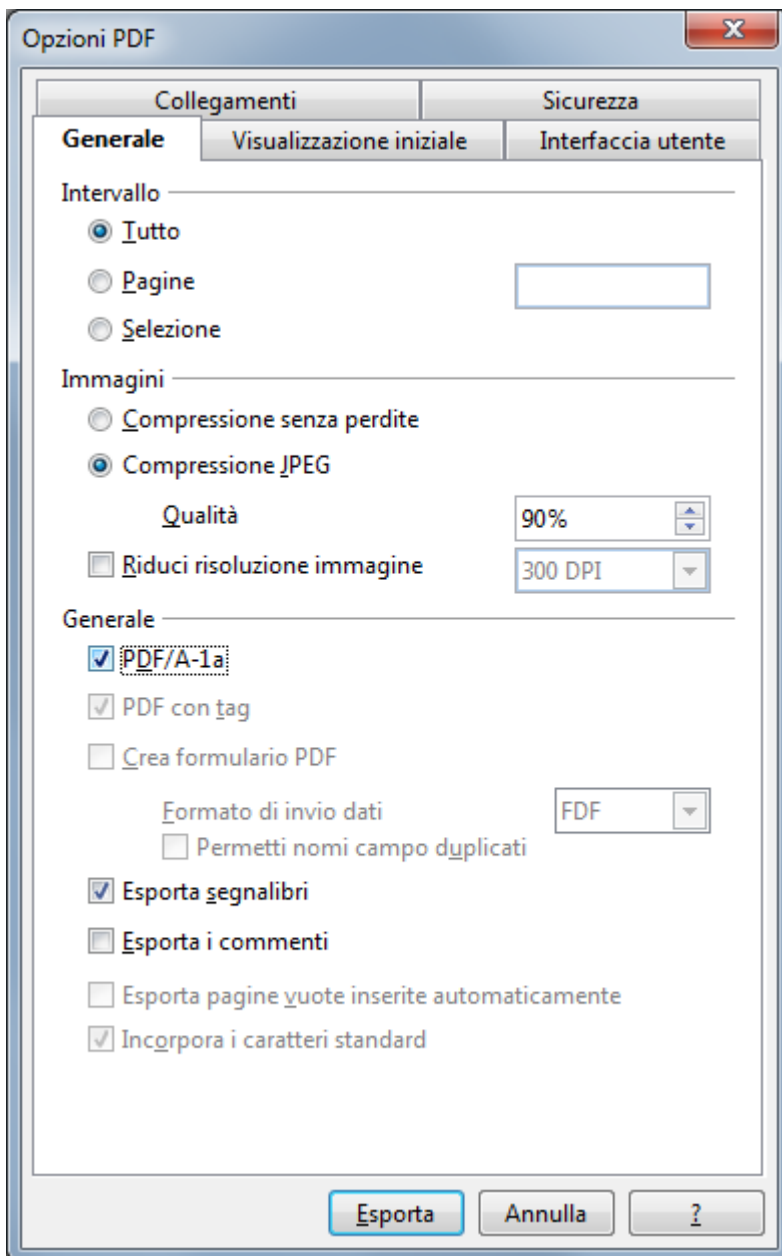 Opzioni PDF
Collegamenti Sicurezza
Generale Visualizzazione iniziale Interfaccia utente
Intervallo
Tutto
Pagine
Selezione
Immagini
Compressione senza perdite
Compressione JPEG
Qualità 90%
Riduci risoluzione immagine 300 DPI
Generale
PDF/A-1a
PDF con tag
Crea formulario PDF
Formato di invio dati FDF
Permetti nomi campo duplicati
Esporta segnalibri
Esporta i commenti
Esporta pagine vuote inserite automaticamente
Incorpora i caratteri standard
Esporta Annulla ?